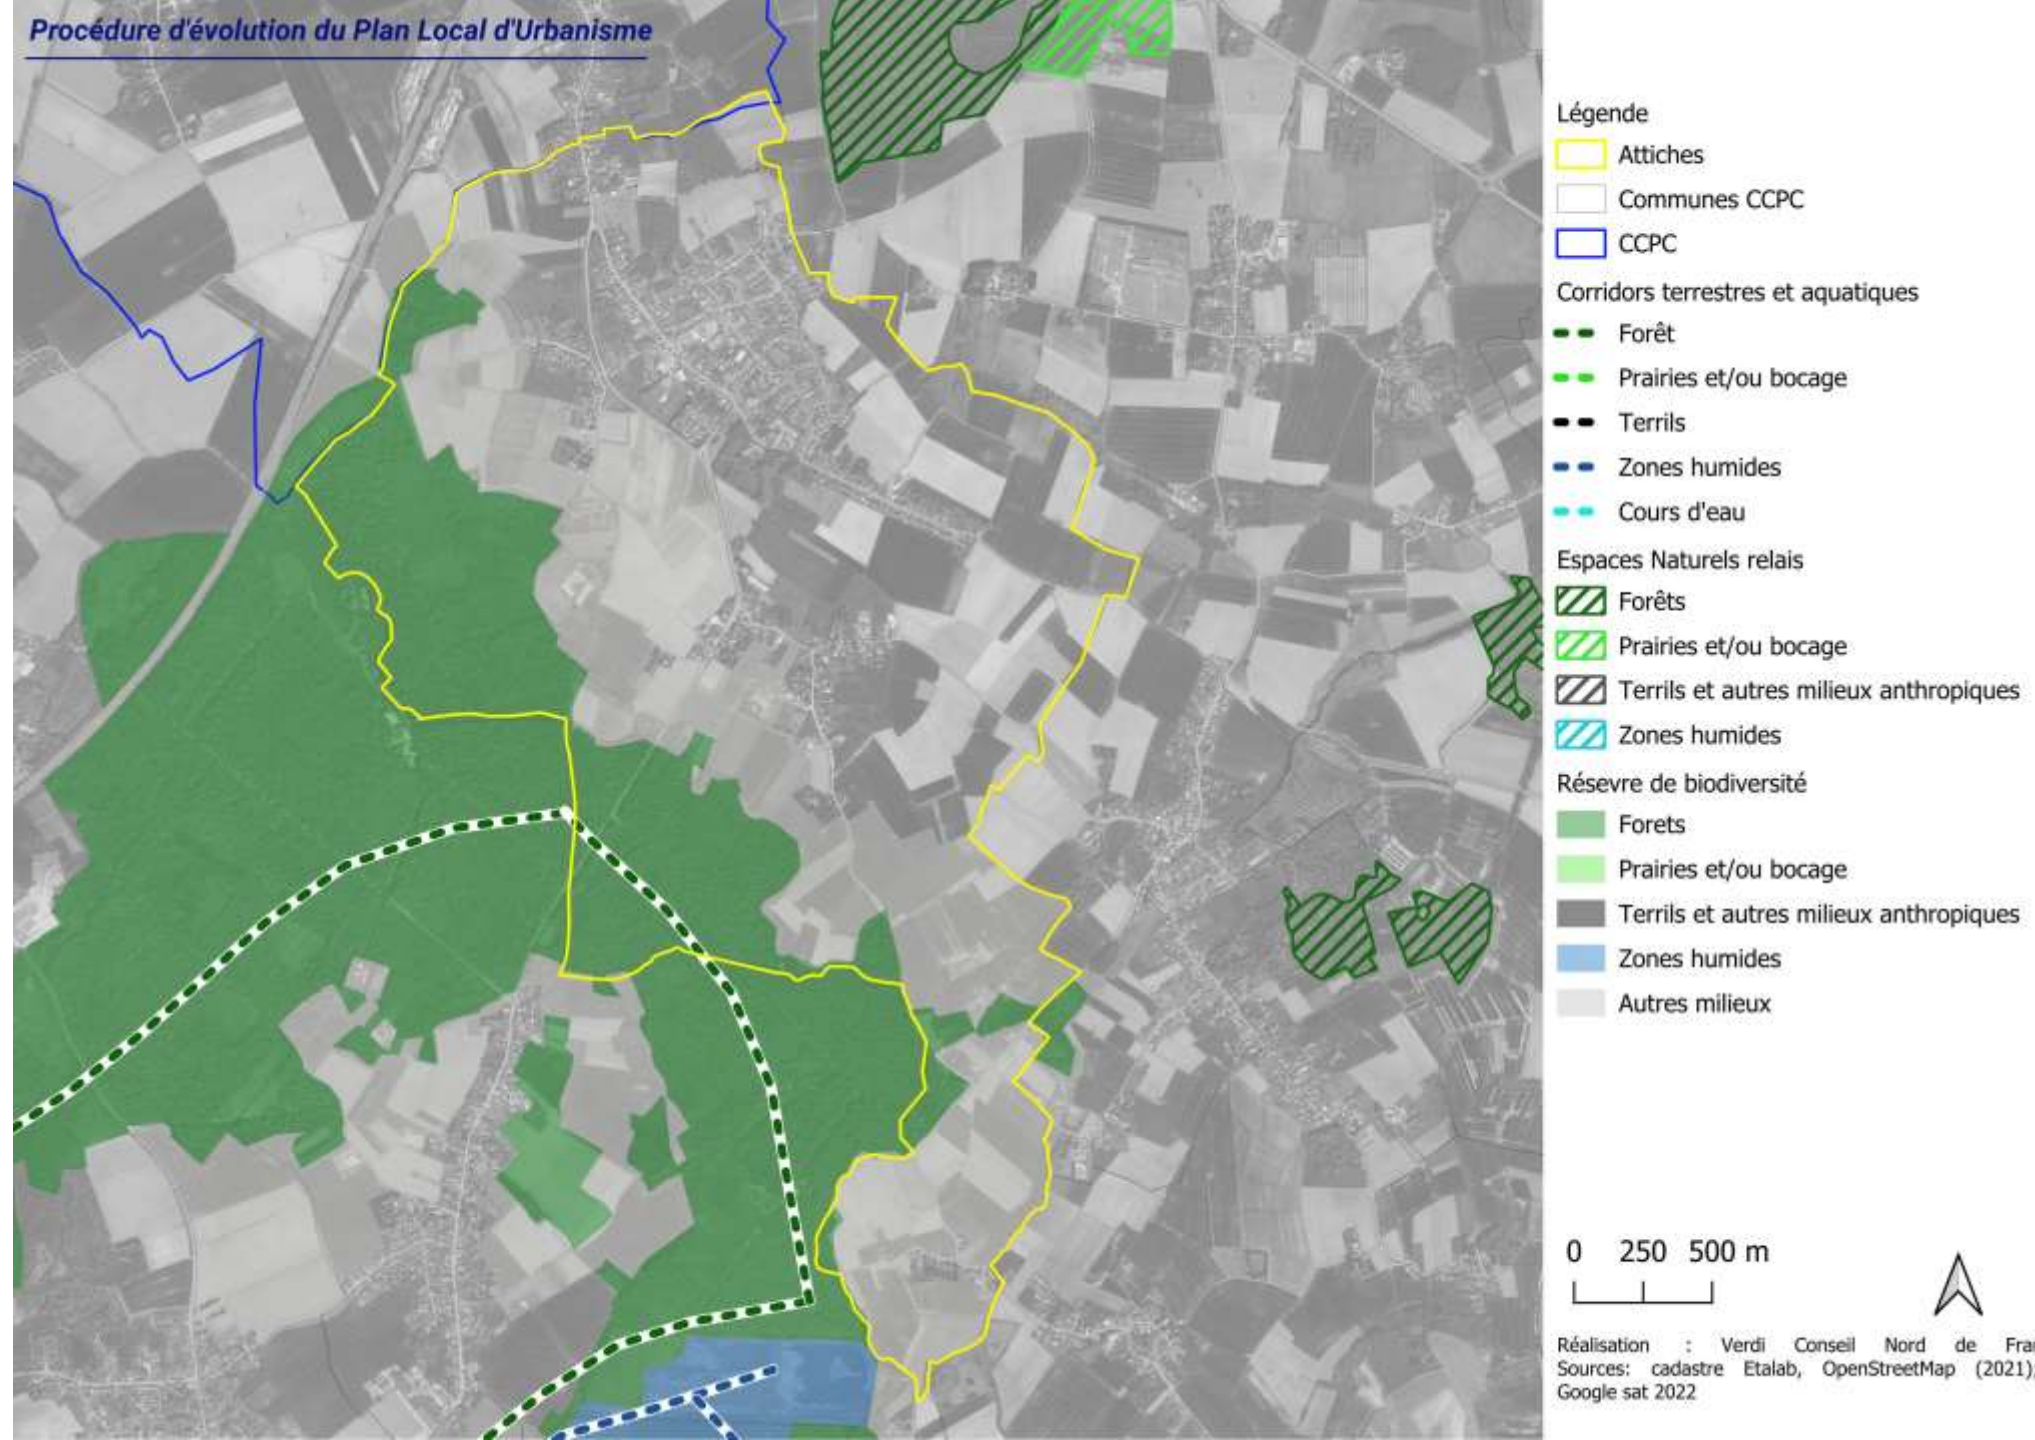 Procédure d'évolution du Plan Local d'Urbanisme
Légende
Attiches
Communes CCPC
CCPC
Corridors terrestres et aquatiques
Forêt
Prairies et/ou bocage
Terrils
Zones humides
Cours d'eau
Espaces Naturels relais
Forêts
Prairies et/ou bocage
Terrils et autres milieux anthropiques
Zones humides
Résevre de biodiversité
Forets
Prairies et/ou bocage
Terrils et autres milieux anthropiques
Zones humides
Autres milieux
0 250 500 m
Réalisation : Verdi Conseil Nord de
Sources: cadastre Etalab, OpenStreetMap (2021),
Google sat 2022